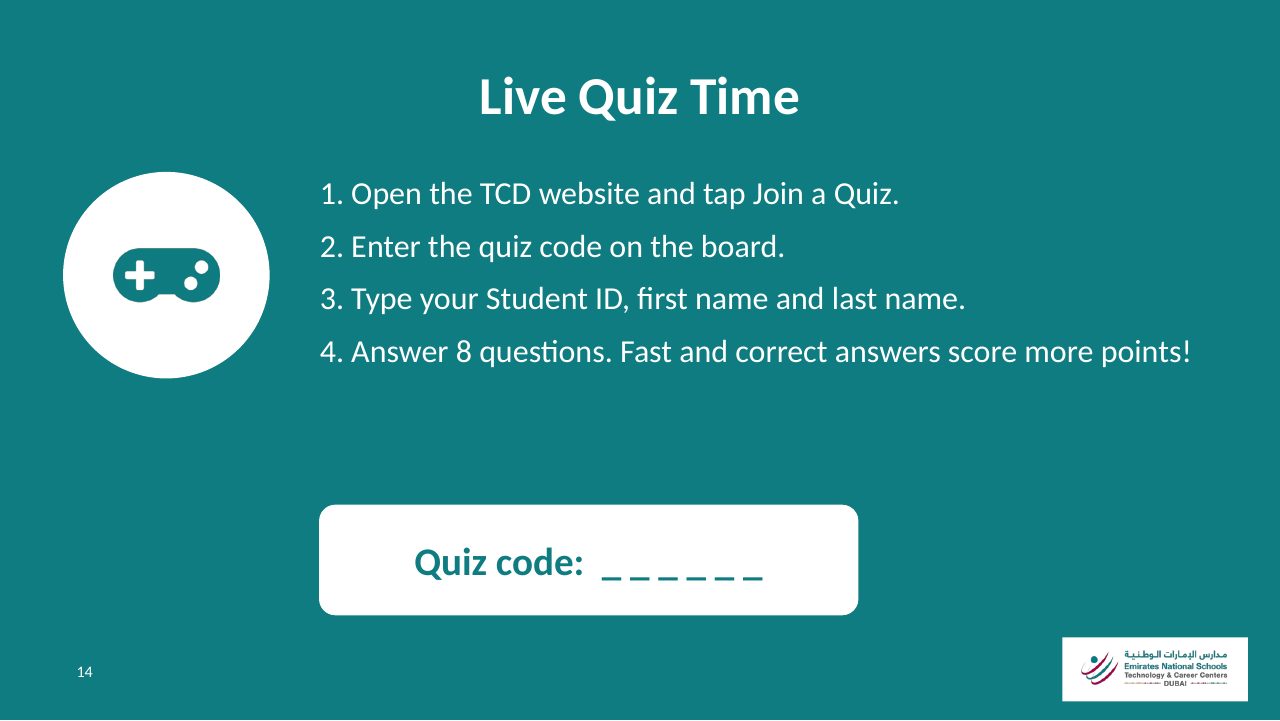 Live Quiz Time
1. Open the TCD website and tap Join a Quiz.
2. Enter the quiz code on the board.
3. Type your Student ID, first name and last name.
4. Answer 8 questions. Fast and correct answers score more points!
Quiz code: _ _ _ _ _ _
14
مدارس الإمارات الوطنية
Emirates National Schools
Technology & Career Centers
DUBAI